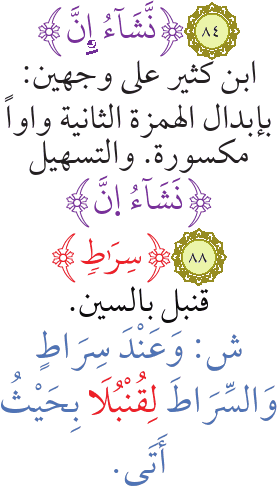 ٨٤ ﴿نَّشَآءُ وِنَّ﴾
ابن كثير على وجهين:
بإبدال الهمزة الثانية واواً
مكسورة. والتسهيل
﴿نَشَآءُ انَّ﴾
٨٨ ﴿سِرَٰطِ﴾
قنبل بالسين.
ش: وَعَنْدَ سِرَاطٍ
وَالسِّرَاطَ لِقُنْبُلَا بِحَيْثُ
أَتَى.